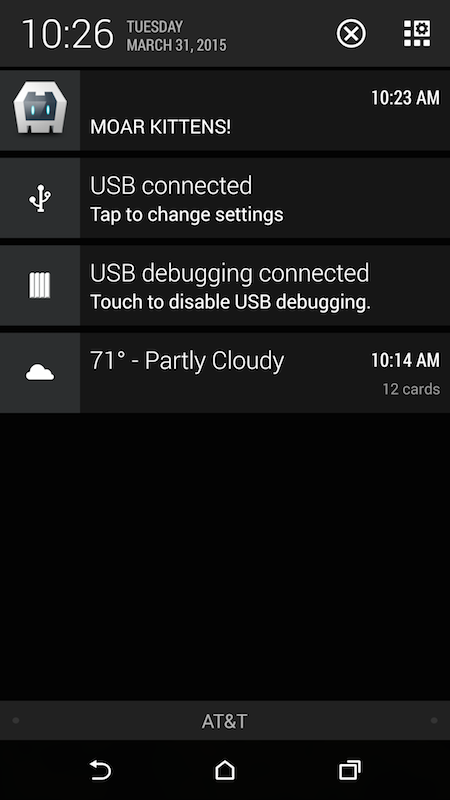 10:26
TUESDAY
MARCH 31, 2015
10:23 AM
MOAR KITTENS!
USB connected
Tap to change settings
USB debugging connected
Touch to disable USB debugging.
71° - Partly Cloudy
10:14 AM
12 cards
AT&T